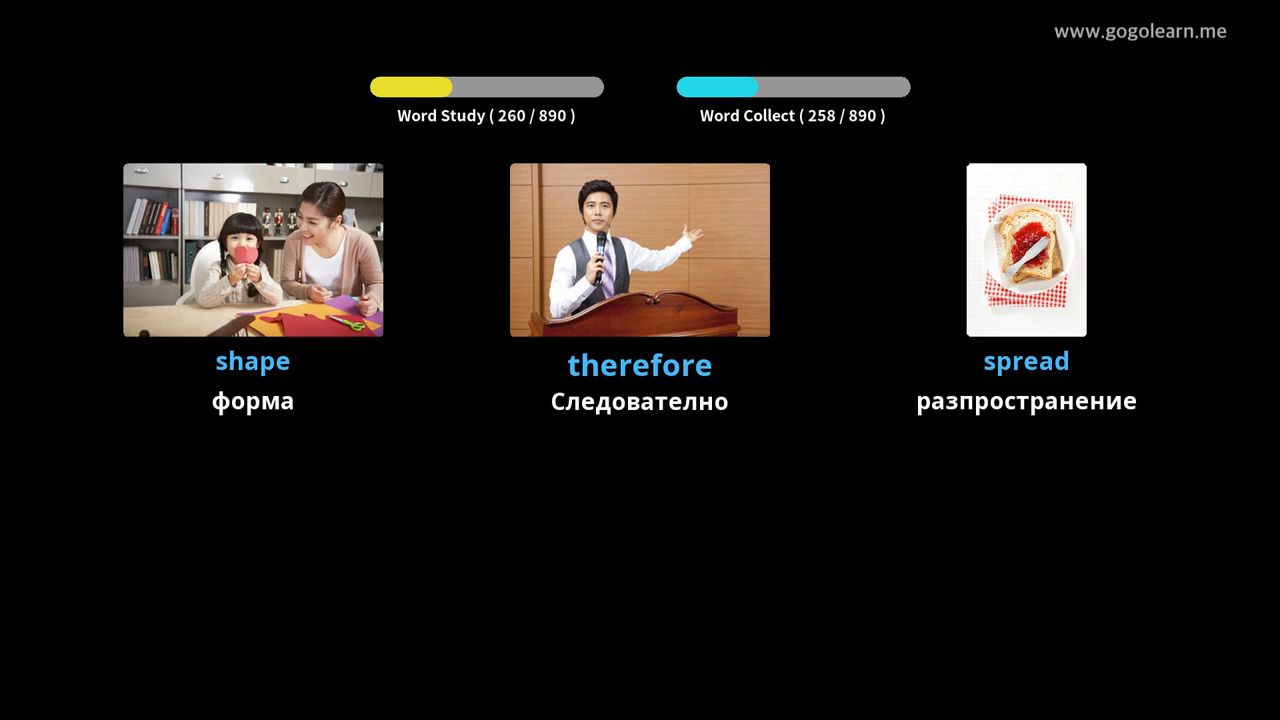 www.gogolearn.me
Word Study ( 260 / 890 )
Word Collect ( 258 / 890 )
shape
therefore
spread
форма
Следователно
разпространение